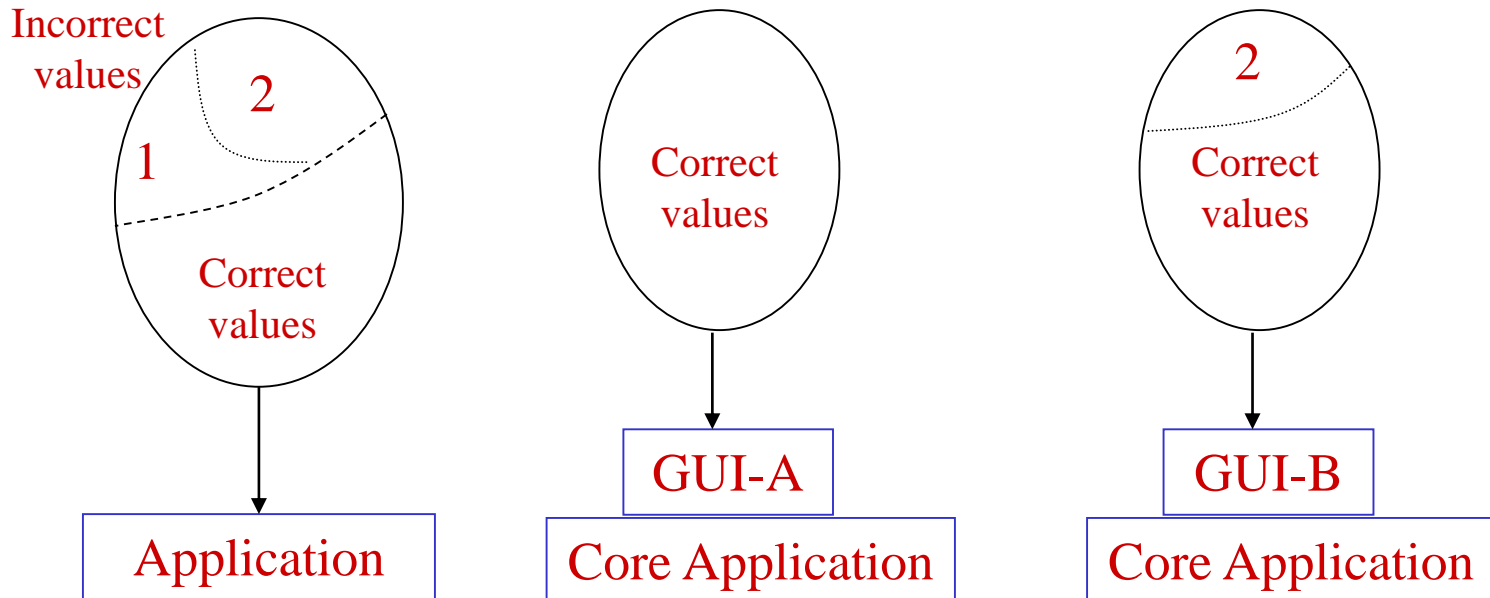 Incorrect
values
1
2
Correct
values
Application
Correct
values
GUI-A
Core Application
2
Correct
values
GUI-B
Core Application